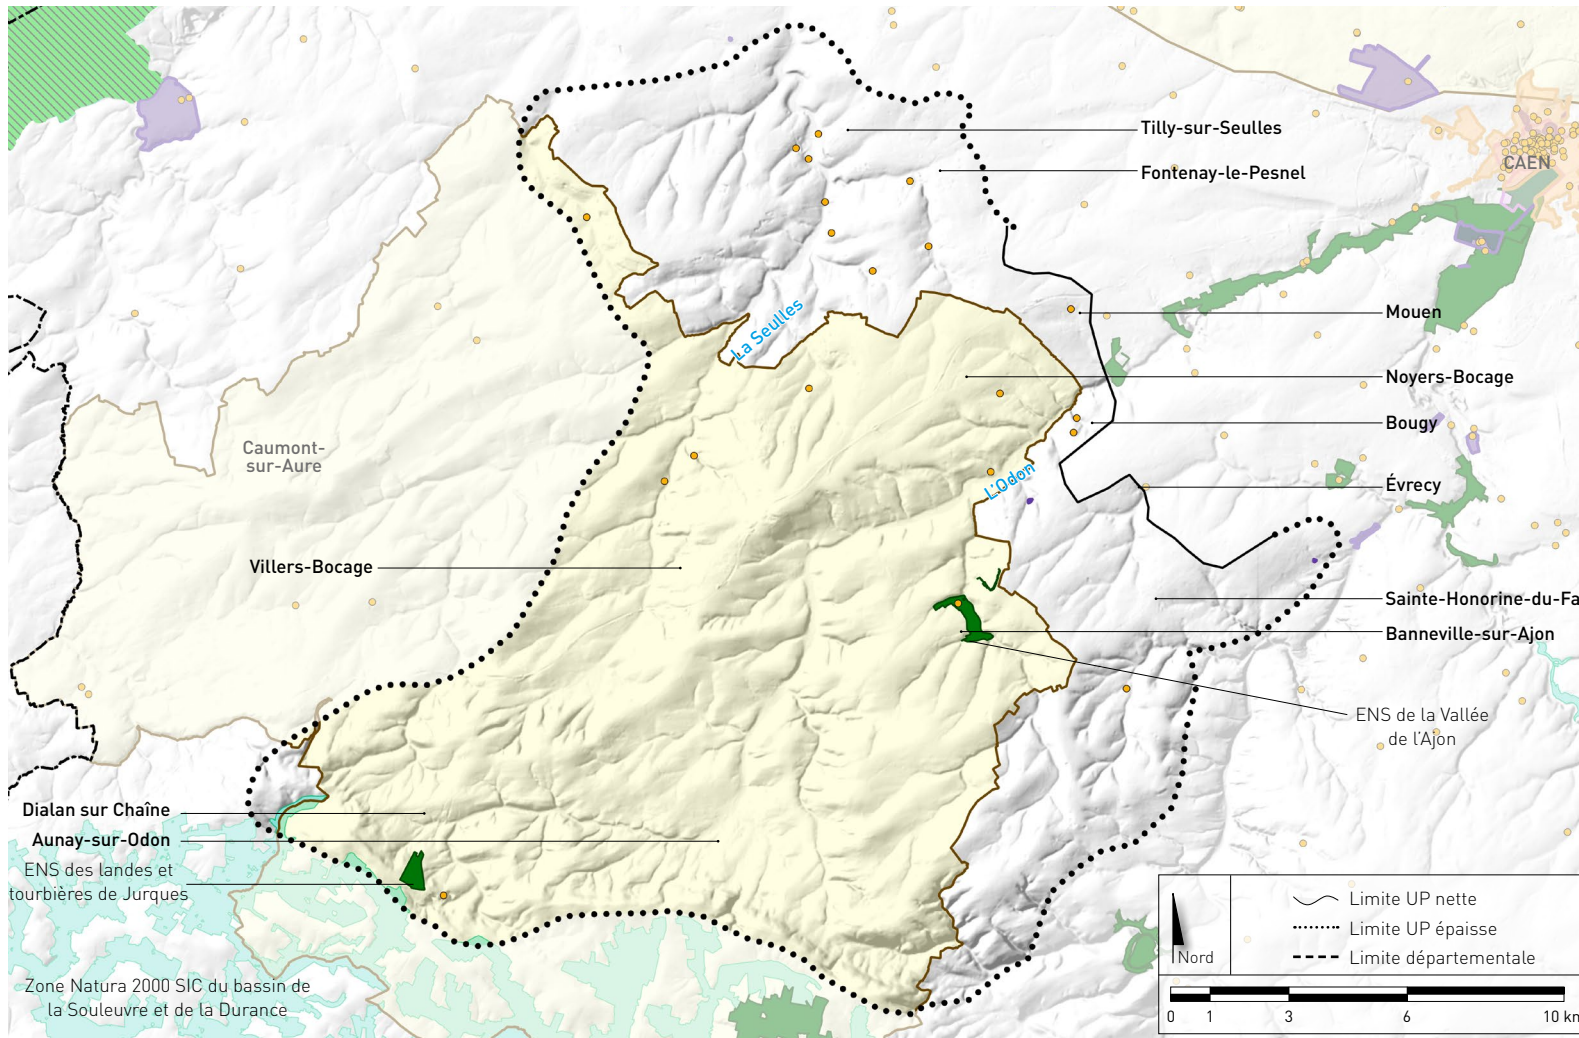 Tilly-sur-Seulles
Fontenay-le-Pesnel
CAEN
La Seulles
Mouen
Noyers-Bocage
Bougy
Caumont-
sur-Aure
L'Odon
Évrecy
Villers-Bocage
Sainte-Honorine-du-Fa
Banneville-sur-Ajon
ENS de la Vallée
de l'Ajon
Dialan sur Chaîne
Aunay-sur-Odon
ENS des landes et
tourbières de Jurques
Zone Natura 2000 SIC du bassin de
la Souleuvre et de la Durance
Nord
Limite UP nette
Limite UP épaisse
Limite départementale
0 1 3 6 10 km